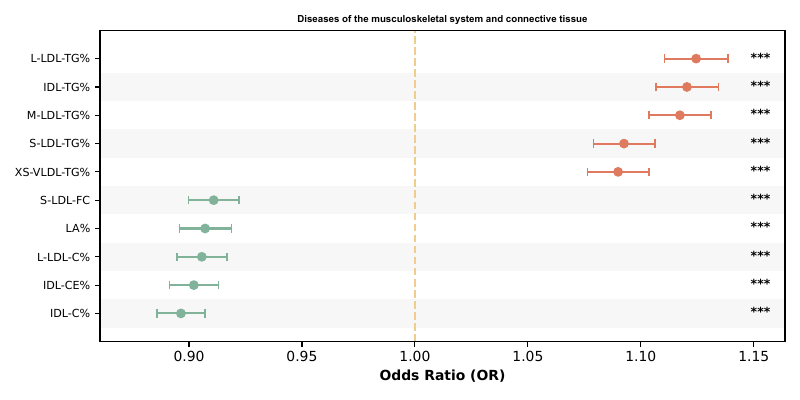 Diseases of the musculoskeletal system and connective tissue
L-LDL-TG% ***
IDL-TG% ***
M-LDL-TG% ***
S-LDL-TG% ***
XS-VLDL-TG% ***
S-LDL-FC ***
LA% ***
L-LDL-C% ***
IDL-CE% ***
IDL-C% ***
0.90 0.95 1.00 1.05 1.10 1.15
Odds Ratio (OR)